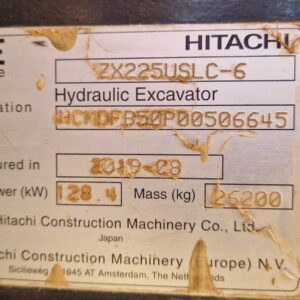 E HITACHI
e ZX225USLC-6
Hydraulic Excavator
ation HCMDFB50P00506645
ured in 2019-08
wer (kW) 128.4 Mass (kg) 26200
Hitachi Construction Machinery Co., Ltd.
Japan
chi Construction Machinery (Europe) N.V.
Sicilieweg 1045 AT Amsterdam, The Netherlands